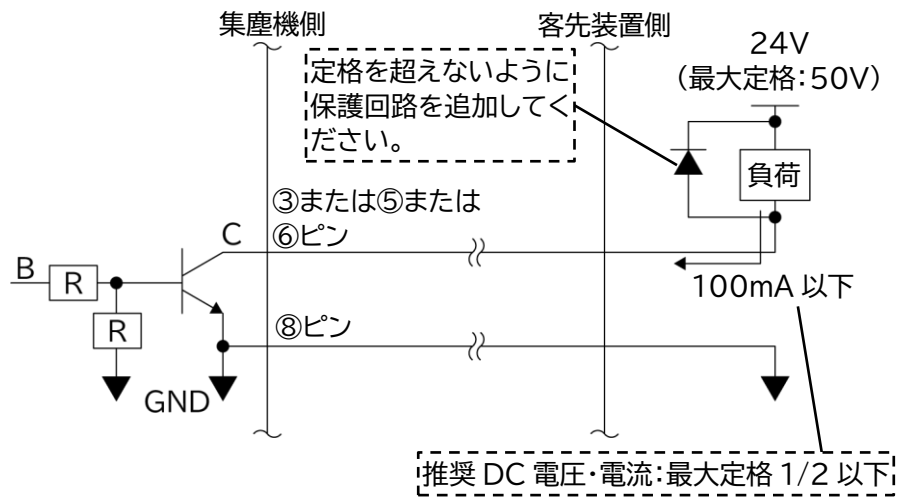 集塵機側
客先装置側
24V
（最大定格：50V）
定格を超えないように
保護回路を追加してく
ださい。
負荷
③または⑤または
⑥ピン
C
B
R
R
100mA 以下
⑧ピン
GND
推奨 DC 電圧・電流：最大定格 1/2 以下